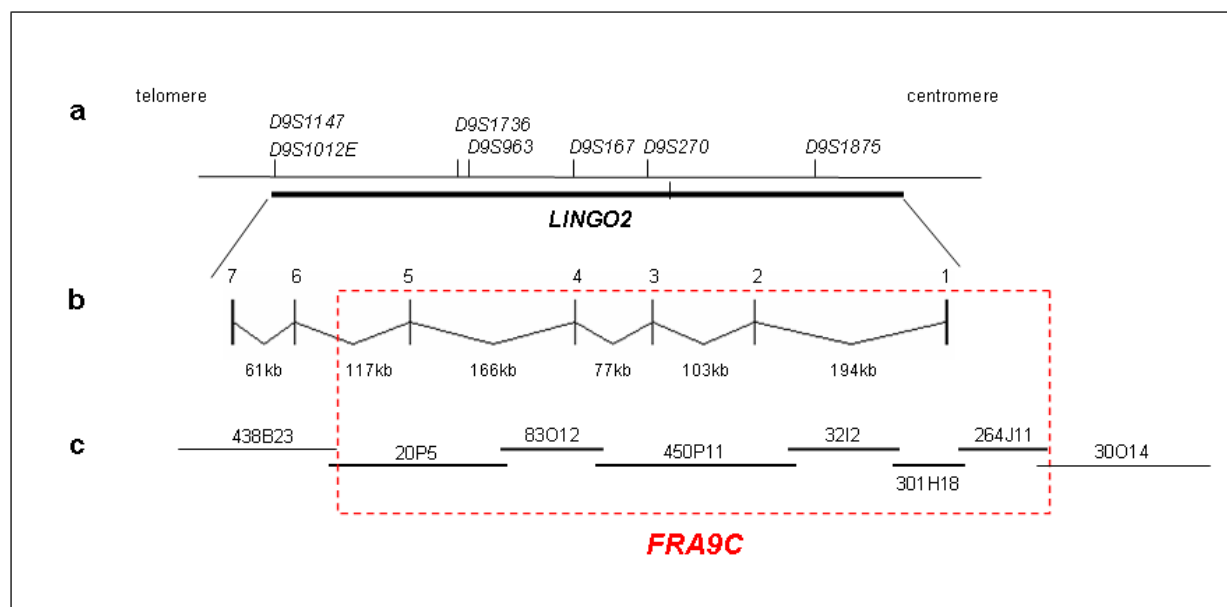 telomere centromere
a
D9S1147 D9S1736
D9S1012E D9S963 D9S167 D9S270 D9S1875
LINGO2
7 6 5 4 3 2 1
b
61kb 117kb 166kb 77kb 103kb 194kb
c
438B23 83O12 32I2 264J11
20P5 450P11 30O14
301H18
FRA9C